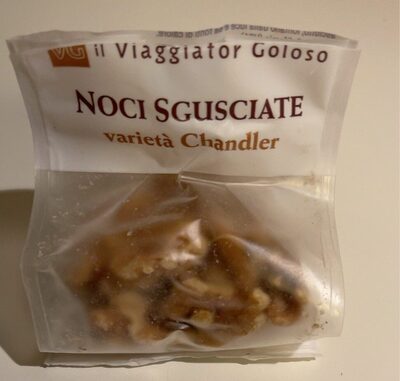 VG il Viaggiator Goloso
NOCI SGUSCIATE
varietà Chandler